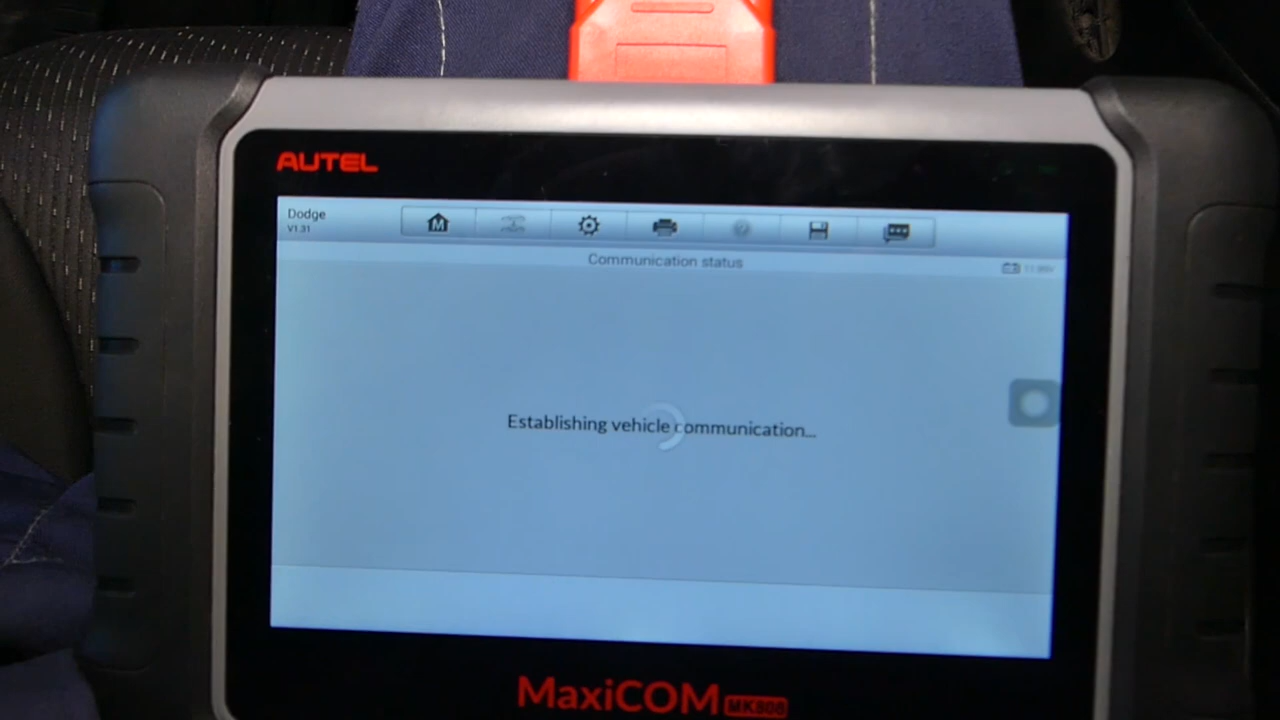 AUTEL
Dodge
V1.31
M
Communication status
Establishing vehicle communication...
MaxiCOM MK808